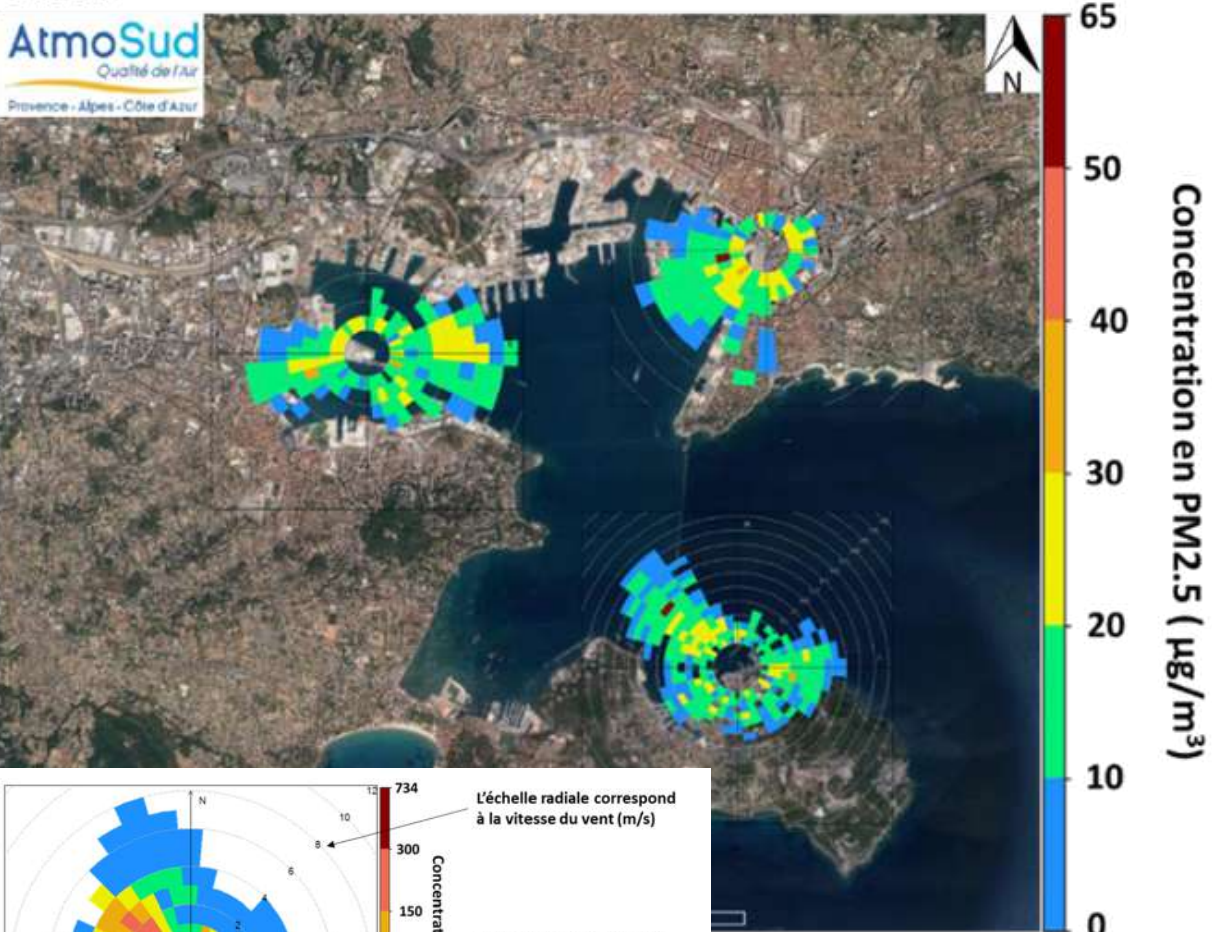 AtmoSud
Qualité de l'Air
Provence - Alpes - Côte d'Azur
N
65
50
40
30
20
10
0
Concentration en PM2.5 ( µg/m³)
N
12
10
8
6
4
2
734
300
150
Concentrat
L'échelle radiale correspond
à la vitesse du vent (m/s)